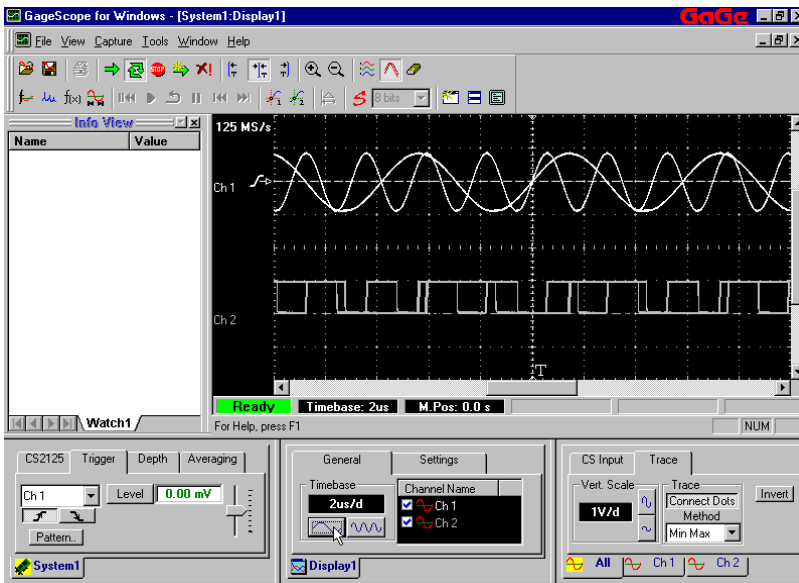 GageScope for Windows - [System1:Display1]
GaGe
File View Capture Tools Window Help
f(x)
8 bits
Info View
Name Value
125 MS/s
Ch 1
Ch 2
T
Ready Timebase: 2us M.Pos: 0.0 s
Watch1
For Help, press F1
NUM
CS2125 Trigger Depth Averaging
Ch 1 Level 0.00 mV
Pattern..
System1
General Settings
Timebase
2us/d
Channel Name
Ch 1
Ch 2
Display1
CS Input Trace
Vert. Scale
1V/d
Trace
Connect Dots
Method
Min Max
Invert
All Ch 1 Ch 2